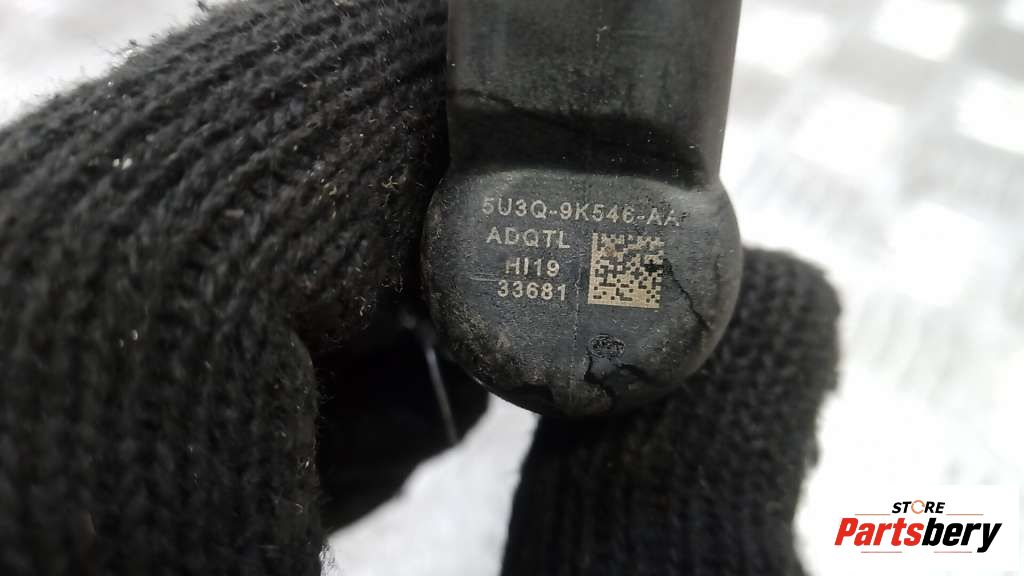 5U3Q-9K546-AA
ADQTL
HI19
33681
STORE
Partsbery